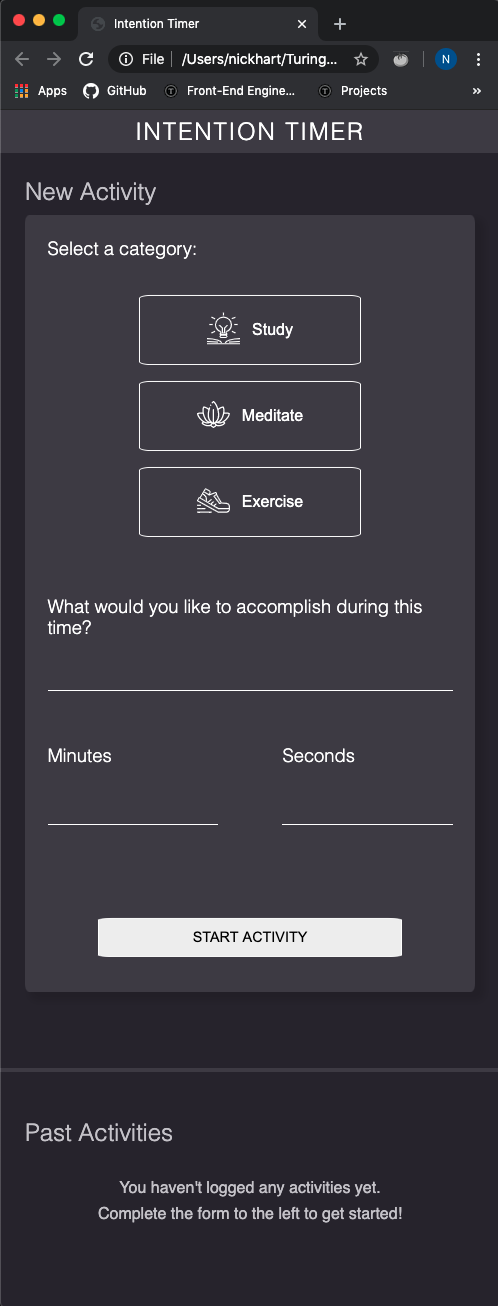 Intention Timer
File /Users/nickhart/Turing... N
Apps GitHub Front-End Engine... Projects »
INTENTION TIMER
New Activity
Select a category:
Study
Meditate
Exercise
What would you like to accomplish during this
time?
Minutes Seconds
START ACTIVITY
Past Activities
You haven't logged any activities yet.
Complete the form to the left to get started!